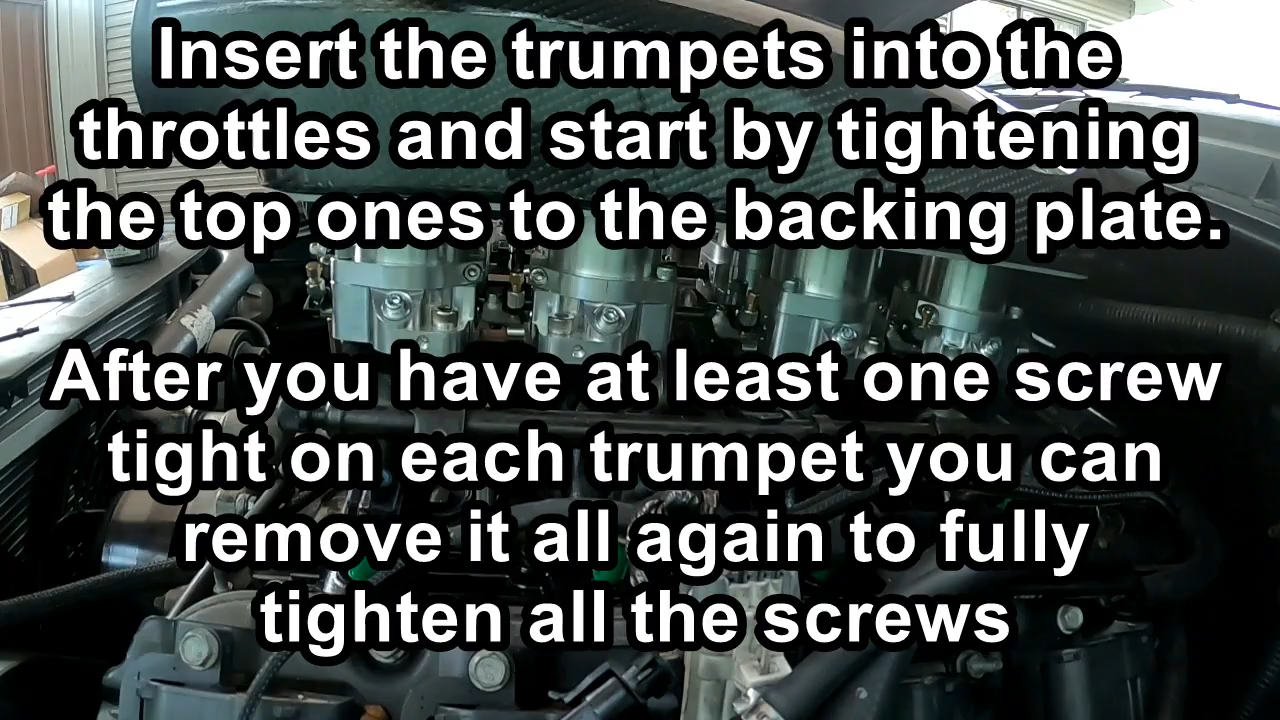 Insert the trumpets into the
throttles and start by tightening
the top ones to the backing plate.
After you have at least one screw
tight on each trumpet you can
remove it all again to fully
tighten all the screws